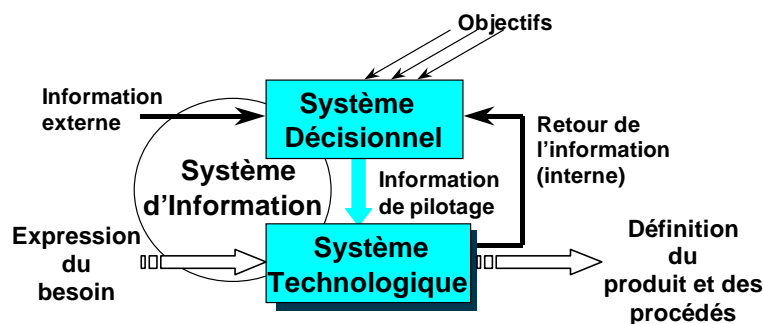 Objectifs
Information
externe
Système
Décisionnel
Retour de
l'information
(interne)
Système
d'Information
Information
de pilotage
Expression
du
besoin
Système
Technologique
Définition
du
produit et des
procédés